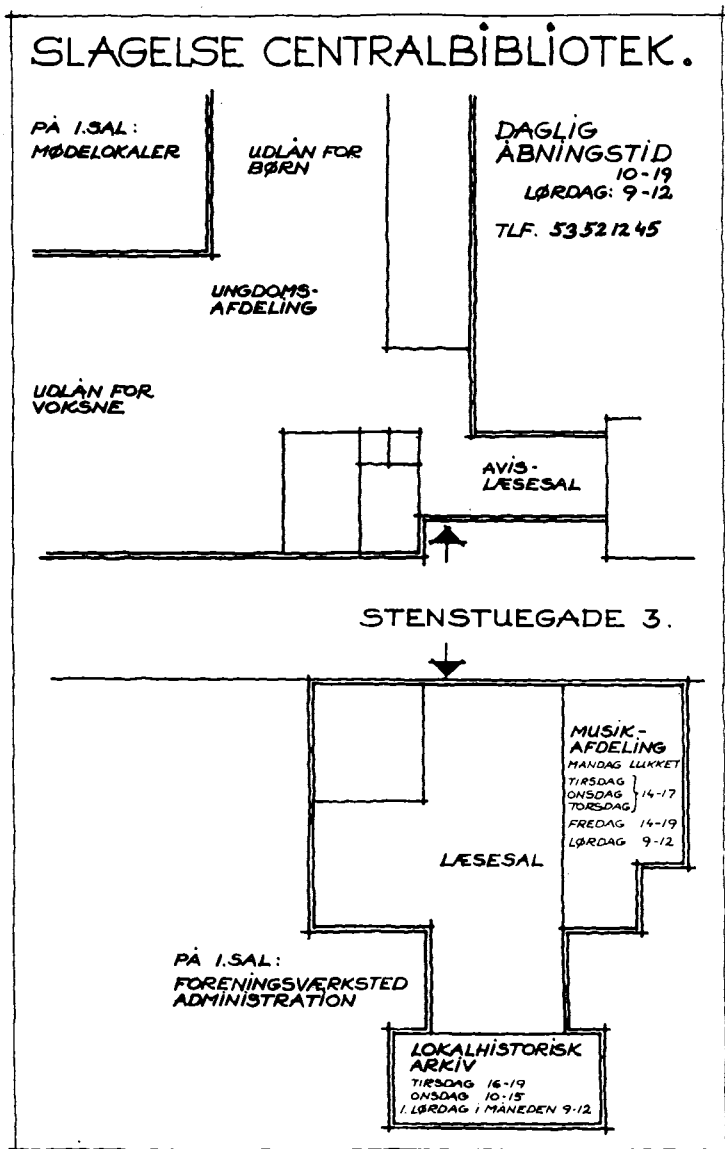 SLAGELSE CENTRALBIBLIOTEK.
PÅ 1.SAL:
MØDELOKALER
UDLÅN FOR
BØRN
DAGLIG
ÅBNINGSTID
10-19
LØRDAG: 9-12
TLF. 53521245
UNGDOMS-
AFDELING
UDLÅN FOR
VOKSNE
AVIS-
LÆSESAL
STENSTUEGADE 3.
MUSIK-
AFDELING
MANDAG LUKKET
TIRSDAG
ONSDAG } 14-17
TORSDAG
FREDAG 14-19
LØRDAG 9-12
LÆSESAL
PÅ 1.SAL:
FORENINGSVÆRKSTED
ADMINISTRATION
LOKALHISTORISK
ARKIV
TIRSDAG 16-19
ONSDAG 10-15
1. LØRDAG I MÅNEDEN 9-12